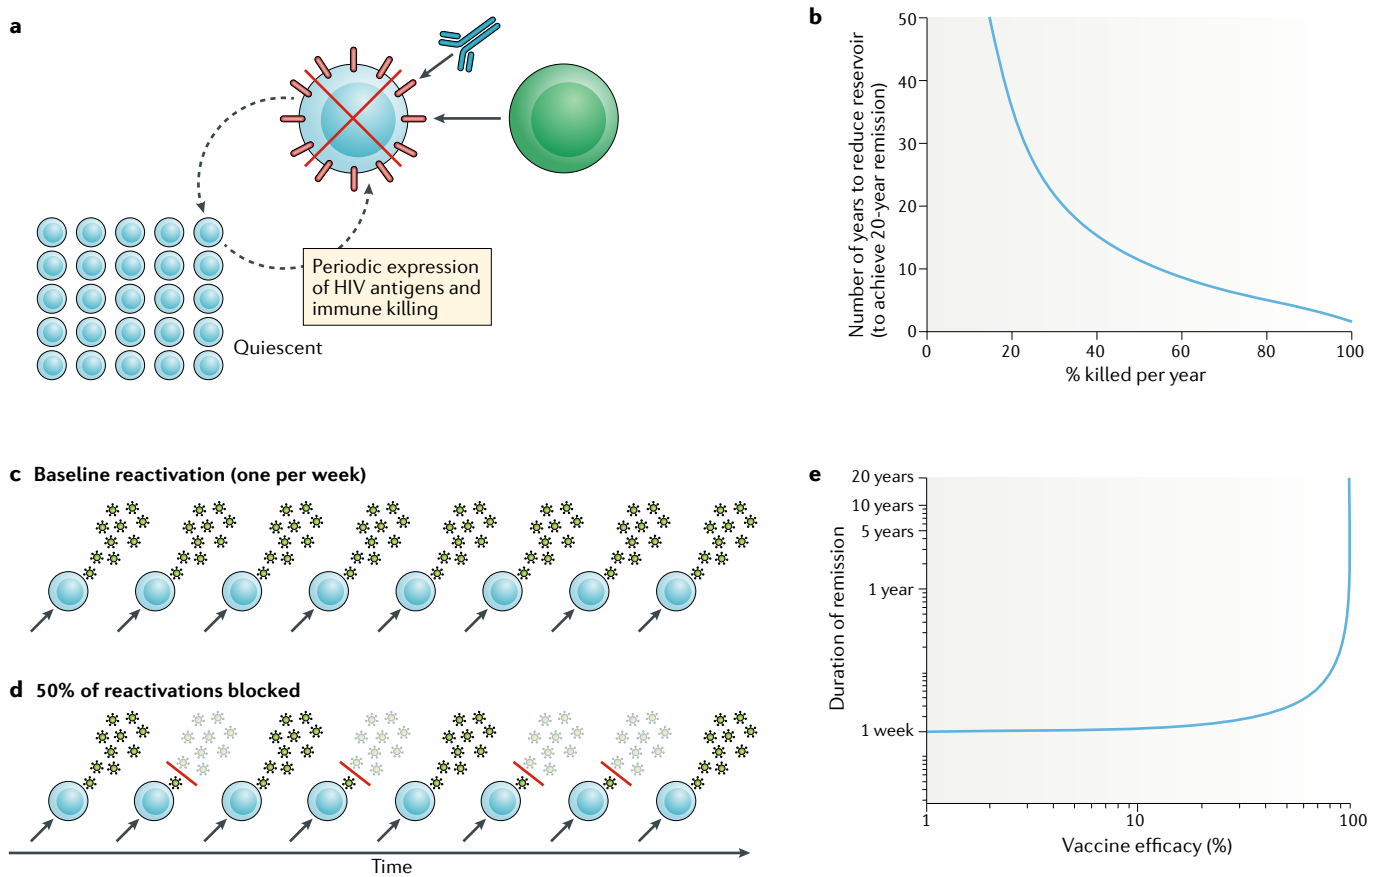 a
Periodic expression
of HIV antigens and
immune killing
Quiescent
b
Number of years to reduce reservoir
(to achieve 20-year remission)
50
40
30
20
10
0
0 20 40 60 80 100
% killed per year
c Baseline reactivation (one per week)
d 50% of reactivations blocked
Time
e
Duration of remission
20 years
10 years
5 years
1 year
1 week
1 10 100
Vaccine efficacy (%)